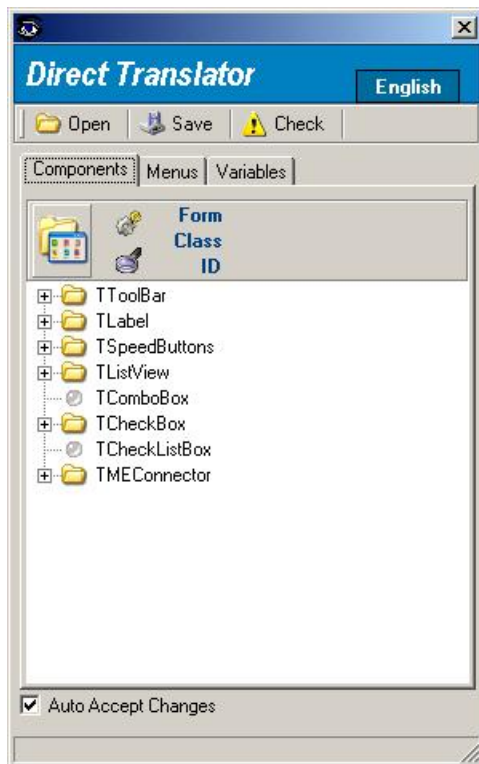 Direct Translator
English
Open Save Check
Components Menus Variables
Form
Class
ID
TToolBar
TLabel
TSpeedButtons
TListView
TComboBox
TCheckBox
TCheckListBox
TMEConnector
Auto Accept Changes